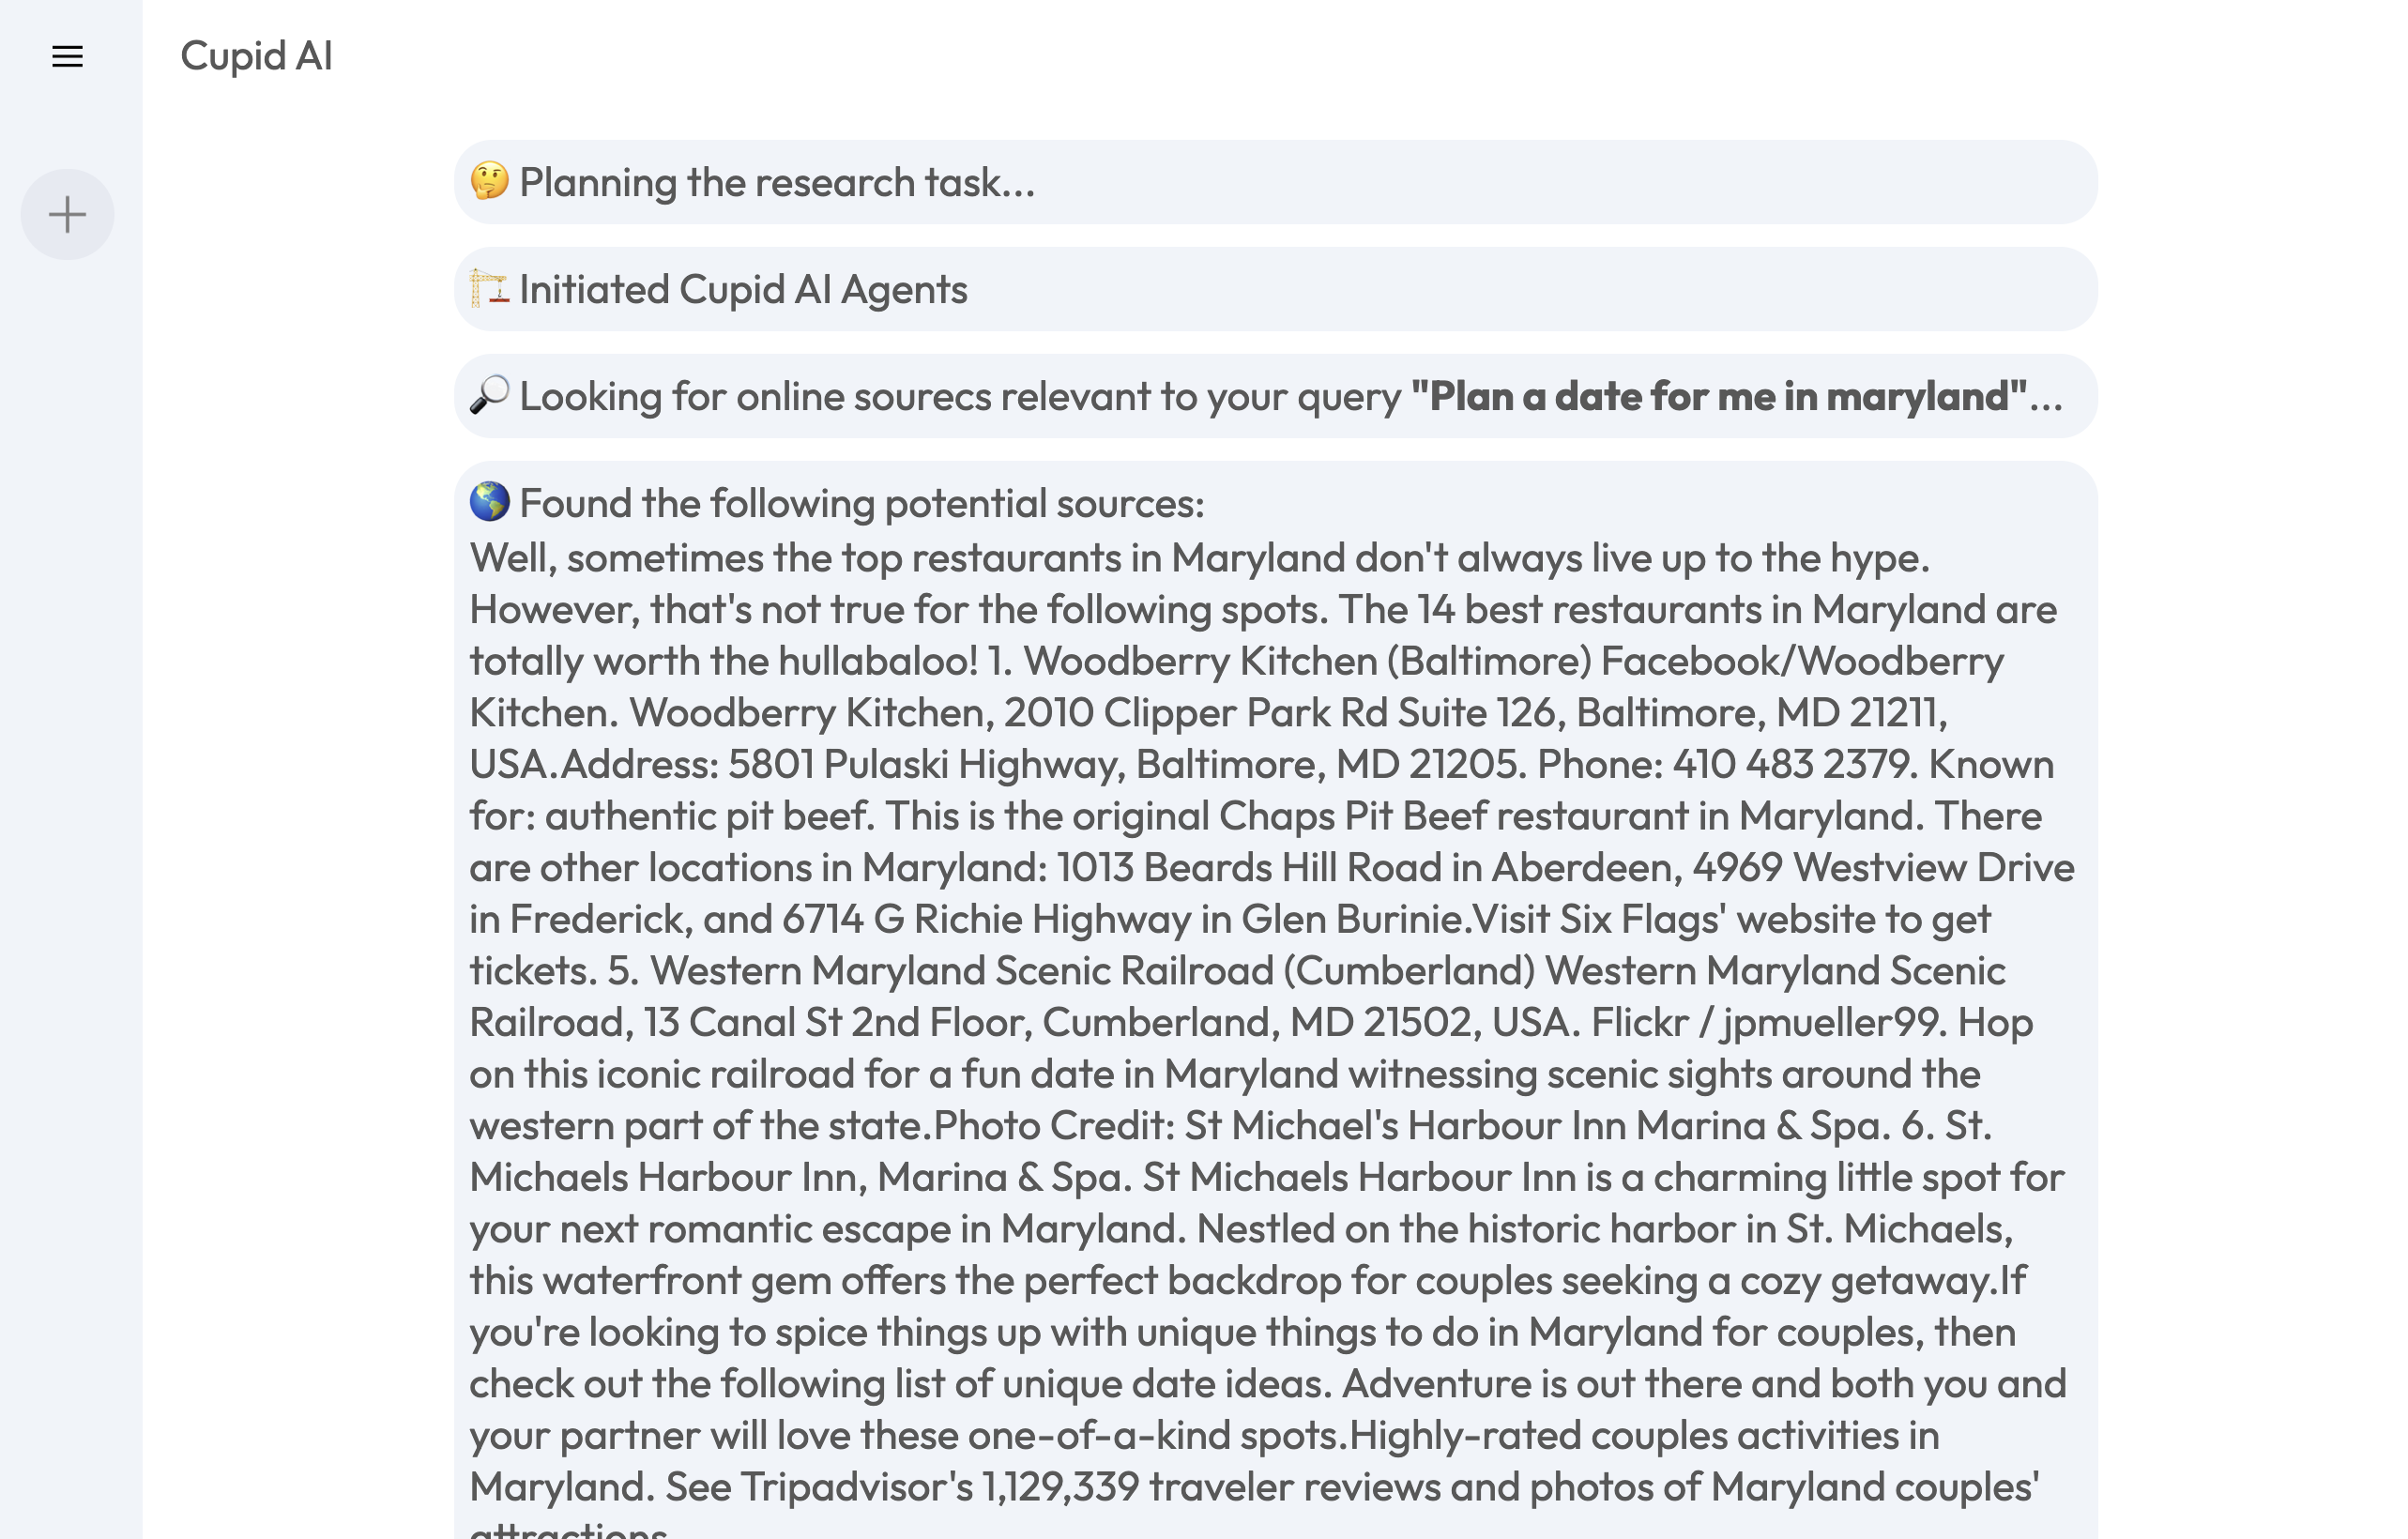 Cupid AI
🤔 Planning the research task...
🏗️ Initiated Cupid AI Agents
🔎 Looking for online sourecs relevant to your query "Plan a date for me in maryland"...
🌎 Found the following potential sources:
Well, sometimes the top restaurants in Maryland don't always live up to the hype.
However, that's not true for the following spots. The 14 best restaurants in Maryland are
totally worth the hullabaloo! 1. Woodberry Kitchen (Baltimore) Facebook/Woodberry
Kitchen. Woodberry Kitchen, 2010 Clipper Park Rd Suite 126, Baltimore, MD 21211,
USA.Address: 5801 Pulaski Highway, Baltimore, MD 21205. Phone: 410 483 2379. Known
for: authentic pit beef. This is the original Chaps Pit Beef restaurant in Maryland. There
are other locations in Maryland: 1013 Beards Hill Road in Aberdeen, 4969 Westview Drive
in Frederick, and 6714 G Richie Highway in Glen Burinie.Visit Six Flags' website to get
tickets. 5. Western Maryland Scenic Railroad (Cumberland) Western Maryland Scenic
Railroad, 13 Canal St 2nd Floor, Cumberland, MD 21502, USA. Flickr / jpmueller99. Hop
on this iconic railroad for a fun date in Maryland witnessing scenic sights around the
western part of the state.Photo Credit: St Michael's Harbour Inn Marina & Spa. 6. St.
Michaels Harbour Inn, Marina & Spa. St Michaels Harbour Inn is a charming little spot for
your next romantic escape in Maryland. Nestled on the historic harbor in St. Michaels,
this waterfront gem offers the perfect backdrop for couples seeking a cozy getaway.If
you're looking to spice things up with unique things to do in Maryland for couples, then
check out the following list of unique date ideas. Adventure is out there and both you and
your partner will love these one-of-a-kind spots.Highly-rated couples activities in
Maryland. See Tripadvisor's 1,129,339 traveler reviews and photos of Maryland couples'
attractions